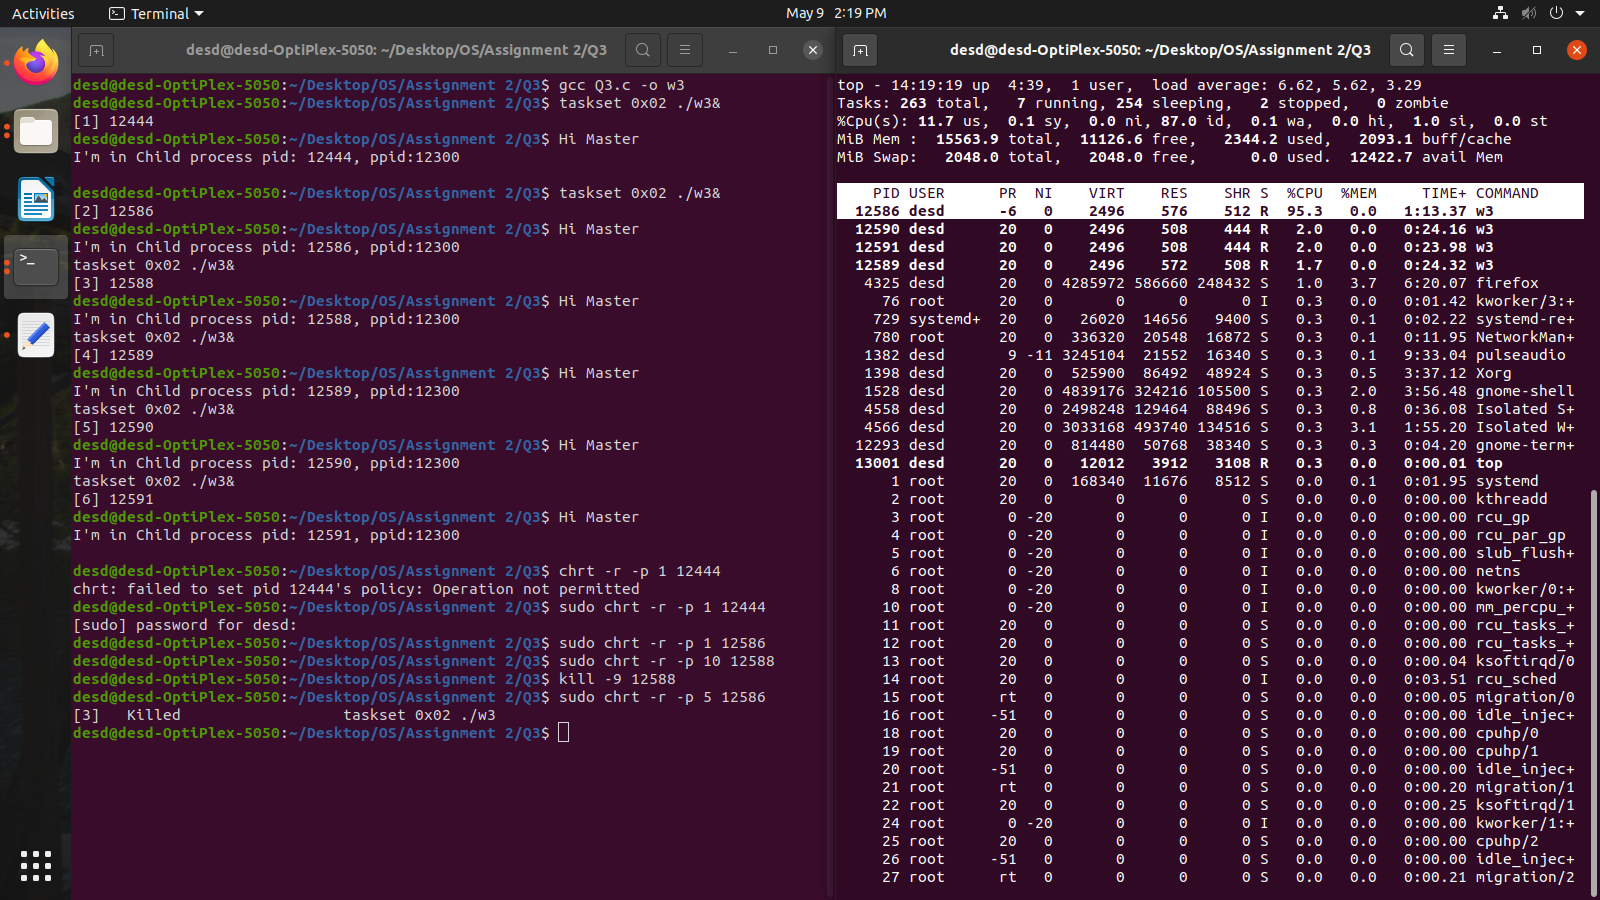 Activities
Terminal
May 9 2:19 PM
desd@desd-OptiPlex-5050: ~/Desktop/OS/Assignment 2/Q3
desd@desd-OptiPlex-5050:~/Desktop/OS/Assignment 2/Q3$ gcc Q3.c -o w3
desd@desd-OptiPlex-5050:~/Desktop/OS/Assignment 2/Q3$ taskset 0x02 ./w3&
[1] 12444
desd@desd-OptiPlex-5050:~/Desktop/OS/Assignment 2/Q3$ Hi Master
I'm in Child process pid: 12444, ppid:12300
desd@desd-OptiPlex-5050:~/Desktop/OS/Assignment 2/Q3$ taskset 0x02 ./w3&
[2] 12586
desd@desd-OptiPlex-5050:~/Desktop/OS/Assignment 2/Q3$ Hi Master
I'm in Child process pid: 12586, ppid:12300
taskset 0x02 ./w3&
[3] 12588
desd@desd-OptiPlex-5050:~/Desktop/OS/Assignment 2/Q3$ Hi Master
I'm in Child process pid: 12588, ppid:12300
taskset 0x02 ./w3&
[4] 12589
desd@desd-OptiPlex-5050:~/Desktop/OS/Assignment 2/Q3$ Hi Master
I'm in Child process pid: 12589, ppid:12300
taskset 0x02 ./w3&
[5] 12590
desd@desd-OptiPlex-5050:~/Desktop/OS/Assignment 2/Q3$ Hi Master
I'm in Child process pid: 12590, ppid:12300
taskset 0x02 ./w3&
[6] 12591
desd@desd-OptiPlex-5050:~/Desktop/OS/Assignment 2/Q3$ Hi Master
I'm in Child process pid: 12591, ppid:12300
desd@desd-OptiPlex-5050:~/Desktop/OS/Assignment 2/Q3$ chrt -r -p 1 12444
chrt: failed to set pid 12444's policy: Operation not permitted
desd@desd-OptiPlex-5050:~/Desktop/OS/Assignment 2/Q3$ sudo chrt -r -p 1 12444
[sudo] password for desd:
desd@desd-OptiPlex-5050:~/Desktop/OS/Assignment 2/Q3$ sudo chrt -r -p 1 12586
desd@desd-OptiPlex-5050:~/Desktop/OS/Assignment 2/Q3$ sudo chrt -r -p 10 12588
desd@desd-OptiPlex-5050:~/Desktop/OS/Assignment 2/Q3$ kill -9 12588
desd@desd-OptiPlex-5050:~/Desktop/OS/Assignment 2/Q3$ sudo chrt -r -p 5 12586
[3]   Killed                  taskset 0x02 ./w3
desd@desd-OptiPlex-5050:~/Desktop/OS/Assignment 2/Q3$
desd@desd-OptiPlex-5050: ~/Desktop/OS/Assignment 2/Q3
top - 14:19:19 up  4:39,  1 user,  load average: 6.62, 5.62, 3.29
Tasks: 263 total,   7 running, 254 sleeping,   2 stopped,   0 zombie
%Cpu(s): 11.7 us,  0.1 sy,  0.0 ni, 87.0 id,  0.1 wa,  0.0 hi,  1.0 si,  0.0 st
MiB Mem :  15563.9 total,  11126.6 free,   2344.2 used,   2093.1 buff/cache
MiB Swap:   2048.0 total,   2048.0 free,      0.0 used.  12422.7 avail Mem
PID USER PR NI VIRT RES SHR S %CPU %MEM TIME+ COMMAND
12586 desd -6 0 2496 576 512 R 95.3 0.0 1:13.37 w3
12590 desd 20 0 2496 508 444 R 2.0 0.0 0:24.16 w3
12591 desd 20 0 2496 508 444 R 2.0 0.0 0:23.98 w3
12589 desd 20 0 2496 572 508 R 1.7 0.0 0:24.32 w3
4325 desd 20 0 4285972 586660 248432 S 1.0 3.7 6:20.07 firefox
76 root 20 0 0 0 0 I 0.3 0.0 0:01.42 kworker/3:+
729 systemd+ 20 0 26020 14656 9400 S 0.3 0.1 0:02.22 systemd-re+
780 root 20 0 336320 20548 16872 S 0.3 0.1 0:11.95 NetworkMan+
1382 desd 9 -11 3245104 21552 16340 S 0.3 0.1 9:33.04 pulseaudio
1398 desd 20 0 525900 86492 48924 S 0.3 0.5 3:37.12 Xorg
1528 desd 20 0 4839176 324216 105500 S 0.3 2.0 3:56.48 gnome-shell
4558 desd 20 0 2498248 129464 88496 S 0.3 0.8 0:36.08 Isolated S+
4566 desd 20 0 3033168 493740 134516 S 0.3 3.1 1:55.20 Isolated W+
12293 desd 20 0 814480 50768 38340 S 0.3 0.3 0:04.20 gnome-term+
13001 desd 20 0 12012 3912 3108 R 0.3 0.0 0:00.01 top
1 root 20 0 168340 11676 8512 S 0.0 0.1 0:01.95 systemd
2 root 20 0 0 0 0 S 0.0 0.0 0:00.00 kthreadd
3 root 0 -20 0 0 0 I 0.0 0.0 0:00.00 rcu_gp
4 root 0 -20 0 0 0 I 0.0 0.0 0:00.00 rcu_par_gp
5 root 0 -20 0 0 0 I 0.0 0.0 0:00.00 slub_flush+
6 root 0 -20 0 0 0 I 0.0 0.0 0:00.00 netns
8 root 0 -20 0 0 0 I 0.0 0.0 0:00.00 kworker/0:+
10 root 0 -20 0 0 0 I 0.0 0.0 0:00.00 mm_percpu_+
11 root 20 0 0 0 0 S 0.0 0.0 0:00.00 rcu_tasks_+
12 root 20 0 0 0 0 S 0.0 0.0 0:00.00 rcu_tasks_+
13 root 20 0 0 0 0 S 0.0 0.0 0:00.04 ksoftirqd/0
14 root 20 0 0 0 0 I 0.0 0.0 0:03.51 rcu_sched
15 root rt 0 0 0 0 S 0.0 0.0 0:00.05 migration/0
16 root -51 0 0 0 0 S 0.0 0.0 0:00.00 idle_injec+
18 root 20 0 0 0 0 S 0.0 0.0 0:00.00 cpuhp/0
19 root 20 0 0 0 0 S 0.0 0.0 0:00.00 cpuhp/1
20 root -51 0 0 0 0 S 0.0 0.0 0:00.00 idle_injec+
21 root rt 0 0 0 0 S 0.0 0.0 0:00.20 migration/1
22 root 20 0 0 0 0 S 0.0 0.0 0:00.25 ksoftirqd/1
24 root 0 -20 0 0 0 I 0.0 0.0 0:00.00 kworker/1:+
25 root 20 0 0 0 0 S 0.0 0.0 0:00.00 cpuhp/2
26 root -51 0 0 0 0 S 0.0 0.0 0:00.00 idle_injec+
27 root rt 0 0 0 0 S 0.0 0.0 0:00.21 migration/2